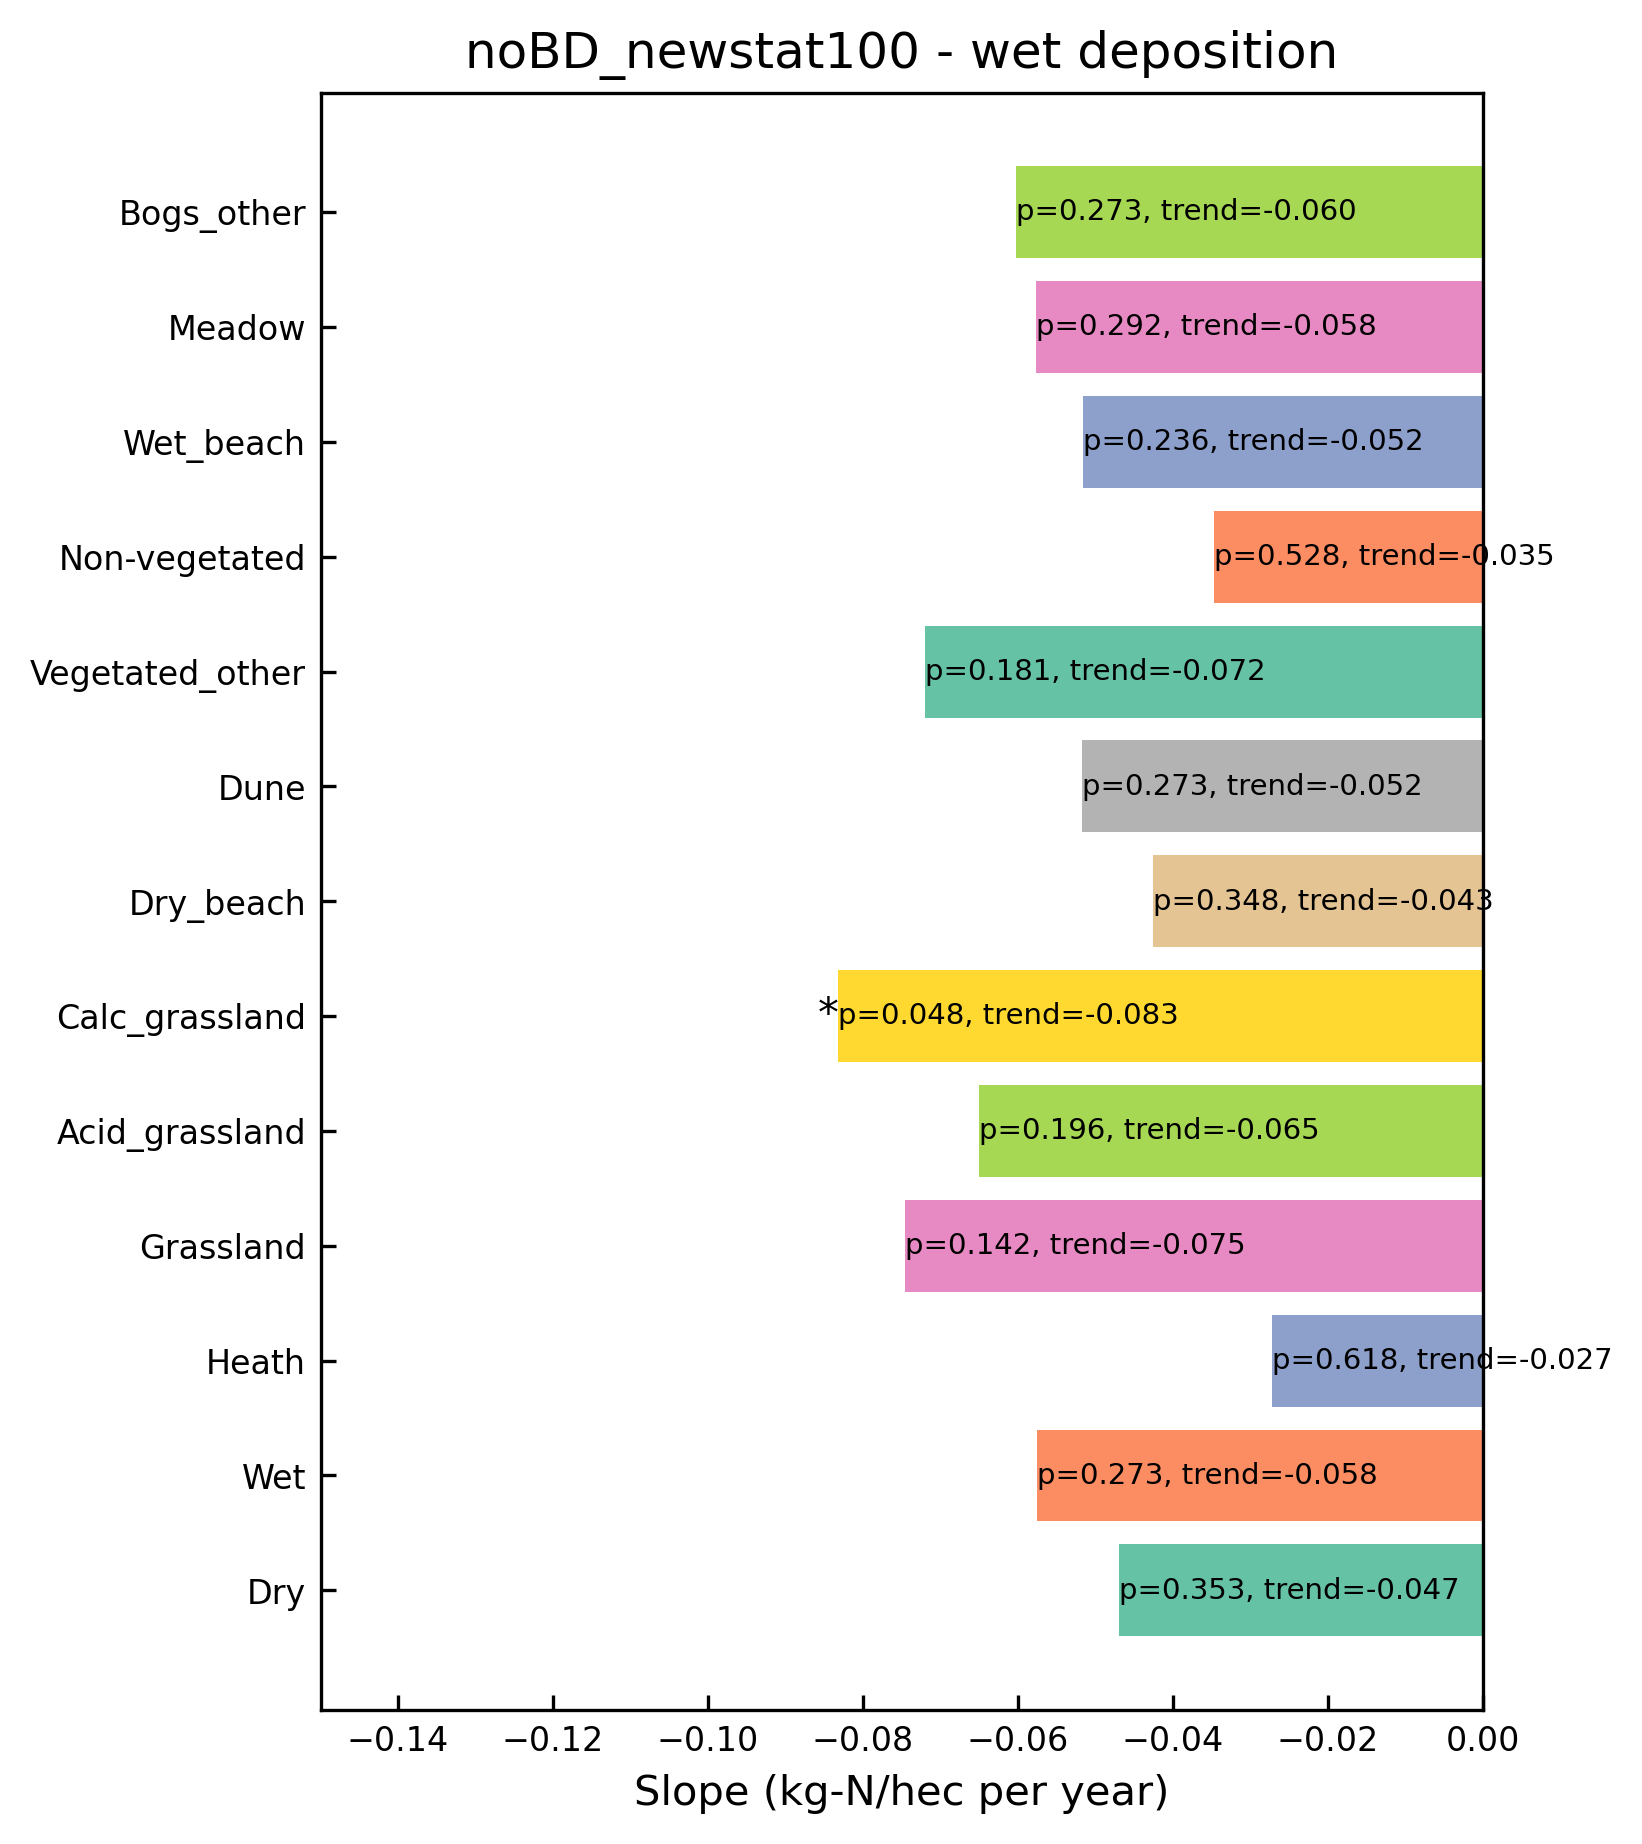 noBD_newstat100 - wet deposition
Bogs_other
p=0.273, trend=-0.060
Meadow
p=0.292, trend=-0.058
Wet_beach
p=0.236, trend=-0.052
Non-vegetated
p=0.528, trend=-0.035
Vegetated_other
p=0.181, trend=-0.072
Dune
p=0.273, trend=-0.052
Dry_beach
p=0.348, trend=-0.043
Calc_grassland
*p=0.048, trend=-0.083
Acid_grassland
p=0.196, trend=-0.065
Grassland
p=0.142, trend=-0.075
Heath
p=0.618, trend=-0.027
Wet
p=0.273, trend=-0.058
Dry
p=0.353, trend=-0.047
−0.14 −0.12 −0.10 −0.08 −0.06 −0.04 −0.02 0.00
Slope (kg-N/hec per year)